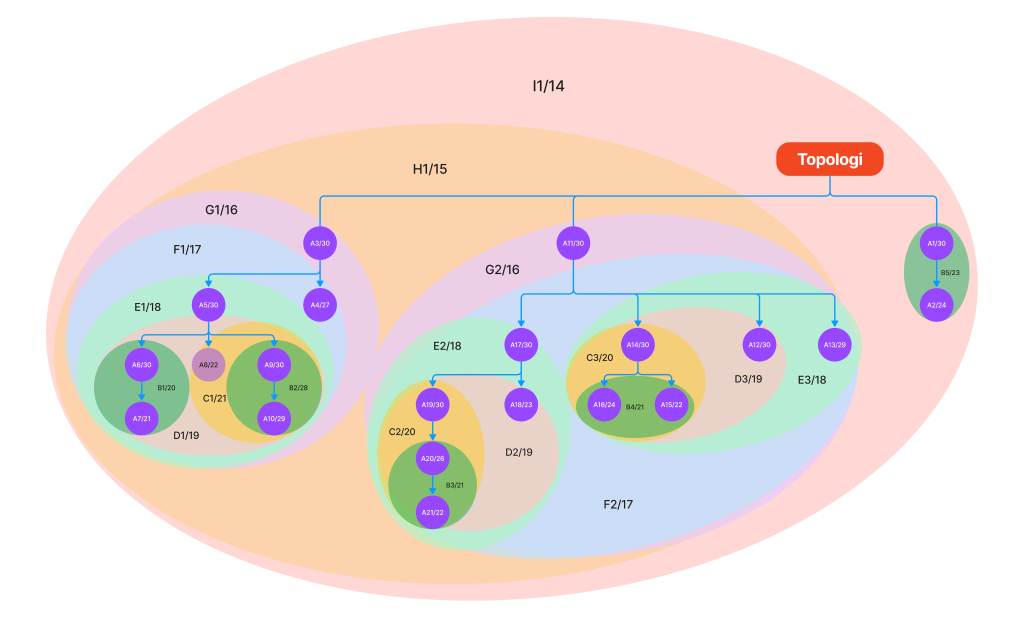 I1/14
Topologi
H1/15
G1/16
F1/17
A3/30
A11/30
A1/30
G2/16
B5/23
E1/18
A5/30
A4/27
A2/24
E2/18
A17/30
A14/30
A12/30
A13/29
C3/20
A6/30
A8/22
A9/30
D3/19
E3/18
B1/20
B2/28
C1/21
A7/21
A10/29
A19/30
A18/23
A16/24
B4/21
A15/22
D1/19
C2/20
D2/19
A20/26
B3/21
F2/17
A21/22